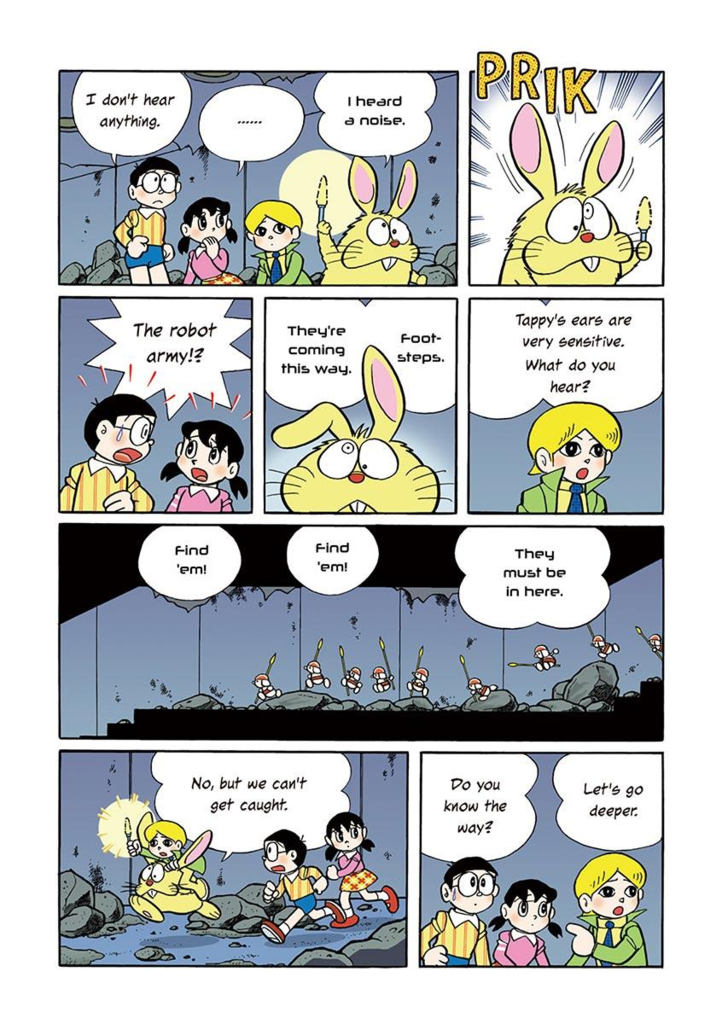 PRIK
I heard
a noise.
......
I don't hear
anything.
Tappy's ears are
very sensitive.
What do you
hear?
Foot-
steps.
They're
coming
this way.
The robot
army!?
They
must be
in here.
Find
'em!
Find
'em!
Let's go
deeper.
Do you
know the
way?
No, but we can't
get caught.